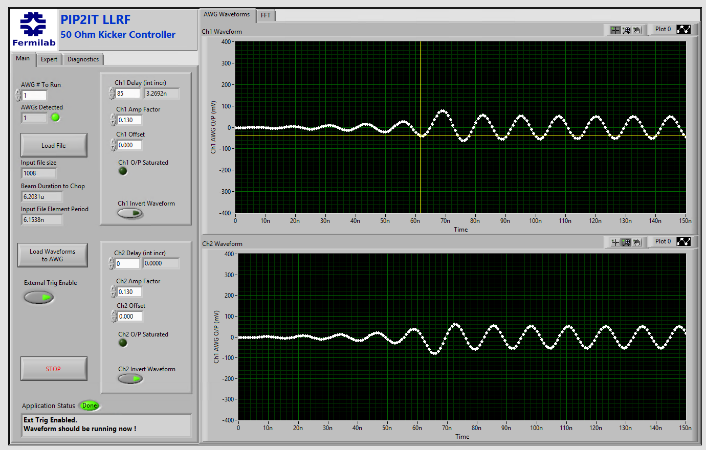 Fermilab
PIP2IT LLRF
50 Ohm Kicker Controller
Main
Expert
Diagnostics
AWG # To Run
1
AWGs Detected
1
Load File
Input file size
1008
Beam Duration to Chop
6.2031u
Input File Element Period
6.1538n
Load Waveforms
to AWG
External Trig Enable
STOP
Application Status
Done
Ext Trig Enabled.
Waveform should be running now !
Ch1 Delay (int incr)
85
3.2692n
Ch1 Amp Factor
0.130
Ch1 Offset
0.000
Ch1 O/P Saturated
Ch1 Invert Waveform
Ch2 Delay (int incr)
0
0.0000
Ch2 Amp Factor
0.130
Ch2 Offset
0.000
Ch2 O/P Saturated
Ch2 Invert Waveform
AWG Waveforms
FFT
Ch1 Waveform
Plot 0
Ch1 AWG O/P (mV)
400
300
200
100
0
-100
-200
-300
-400
0
10n
20n
30n
40n
50n
60n
70n
80n
90n
100n
110n
120n
130n
140n
150n
Time
Ch2 Waveform
Plot 0
Ch1 AWG O/P (mV)
400
300
200
100
0
-100
-200
-300
-400
0
10n
20n
30n
40n
50n
60n
70n
80n
90n
100n
110n
120n
130n
140n
150n
Time